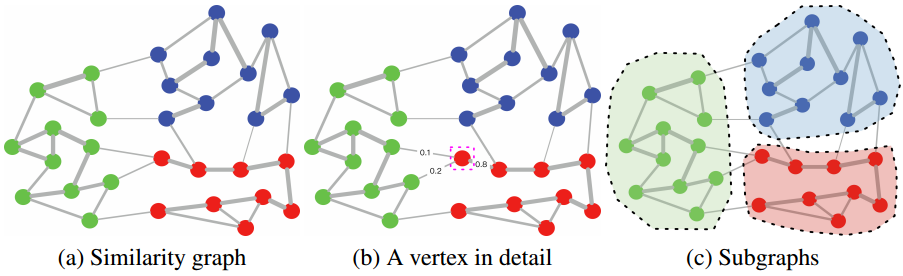 0.1
0.2
0.8
(a) Similarity graph
(b) A vertex in detail
(c) Subgraphs